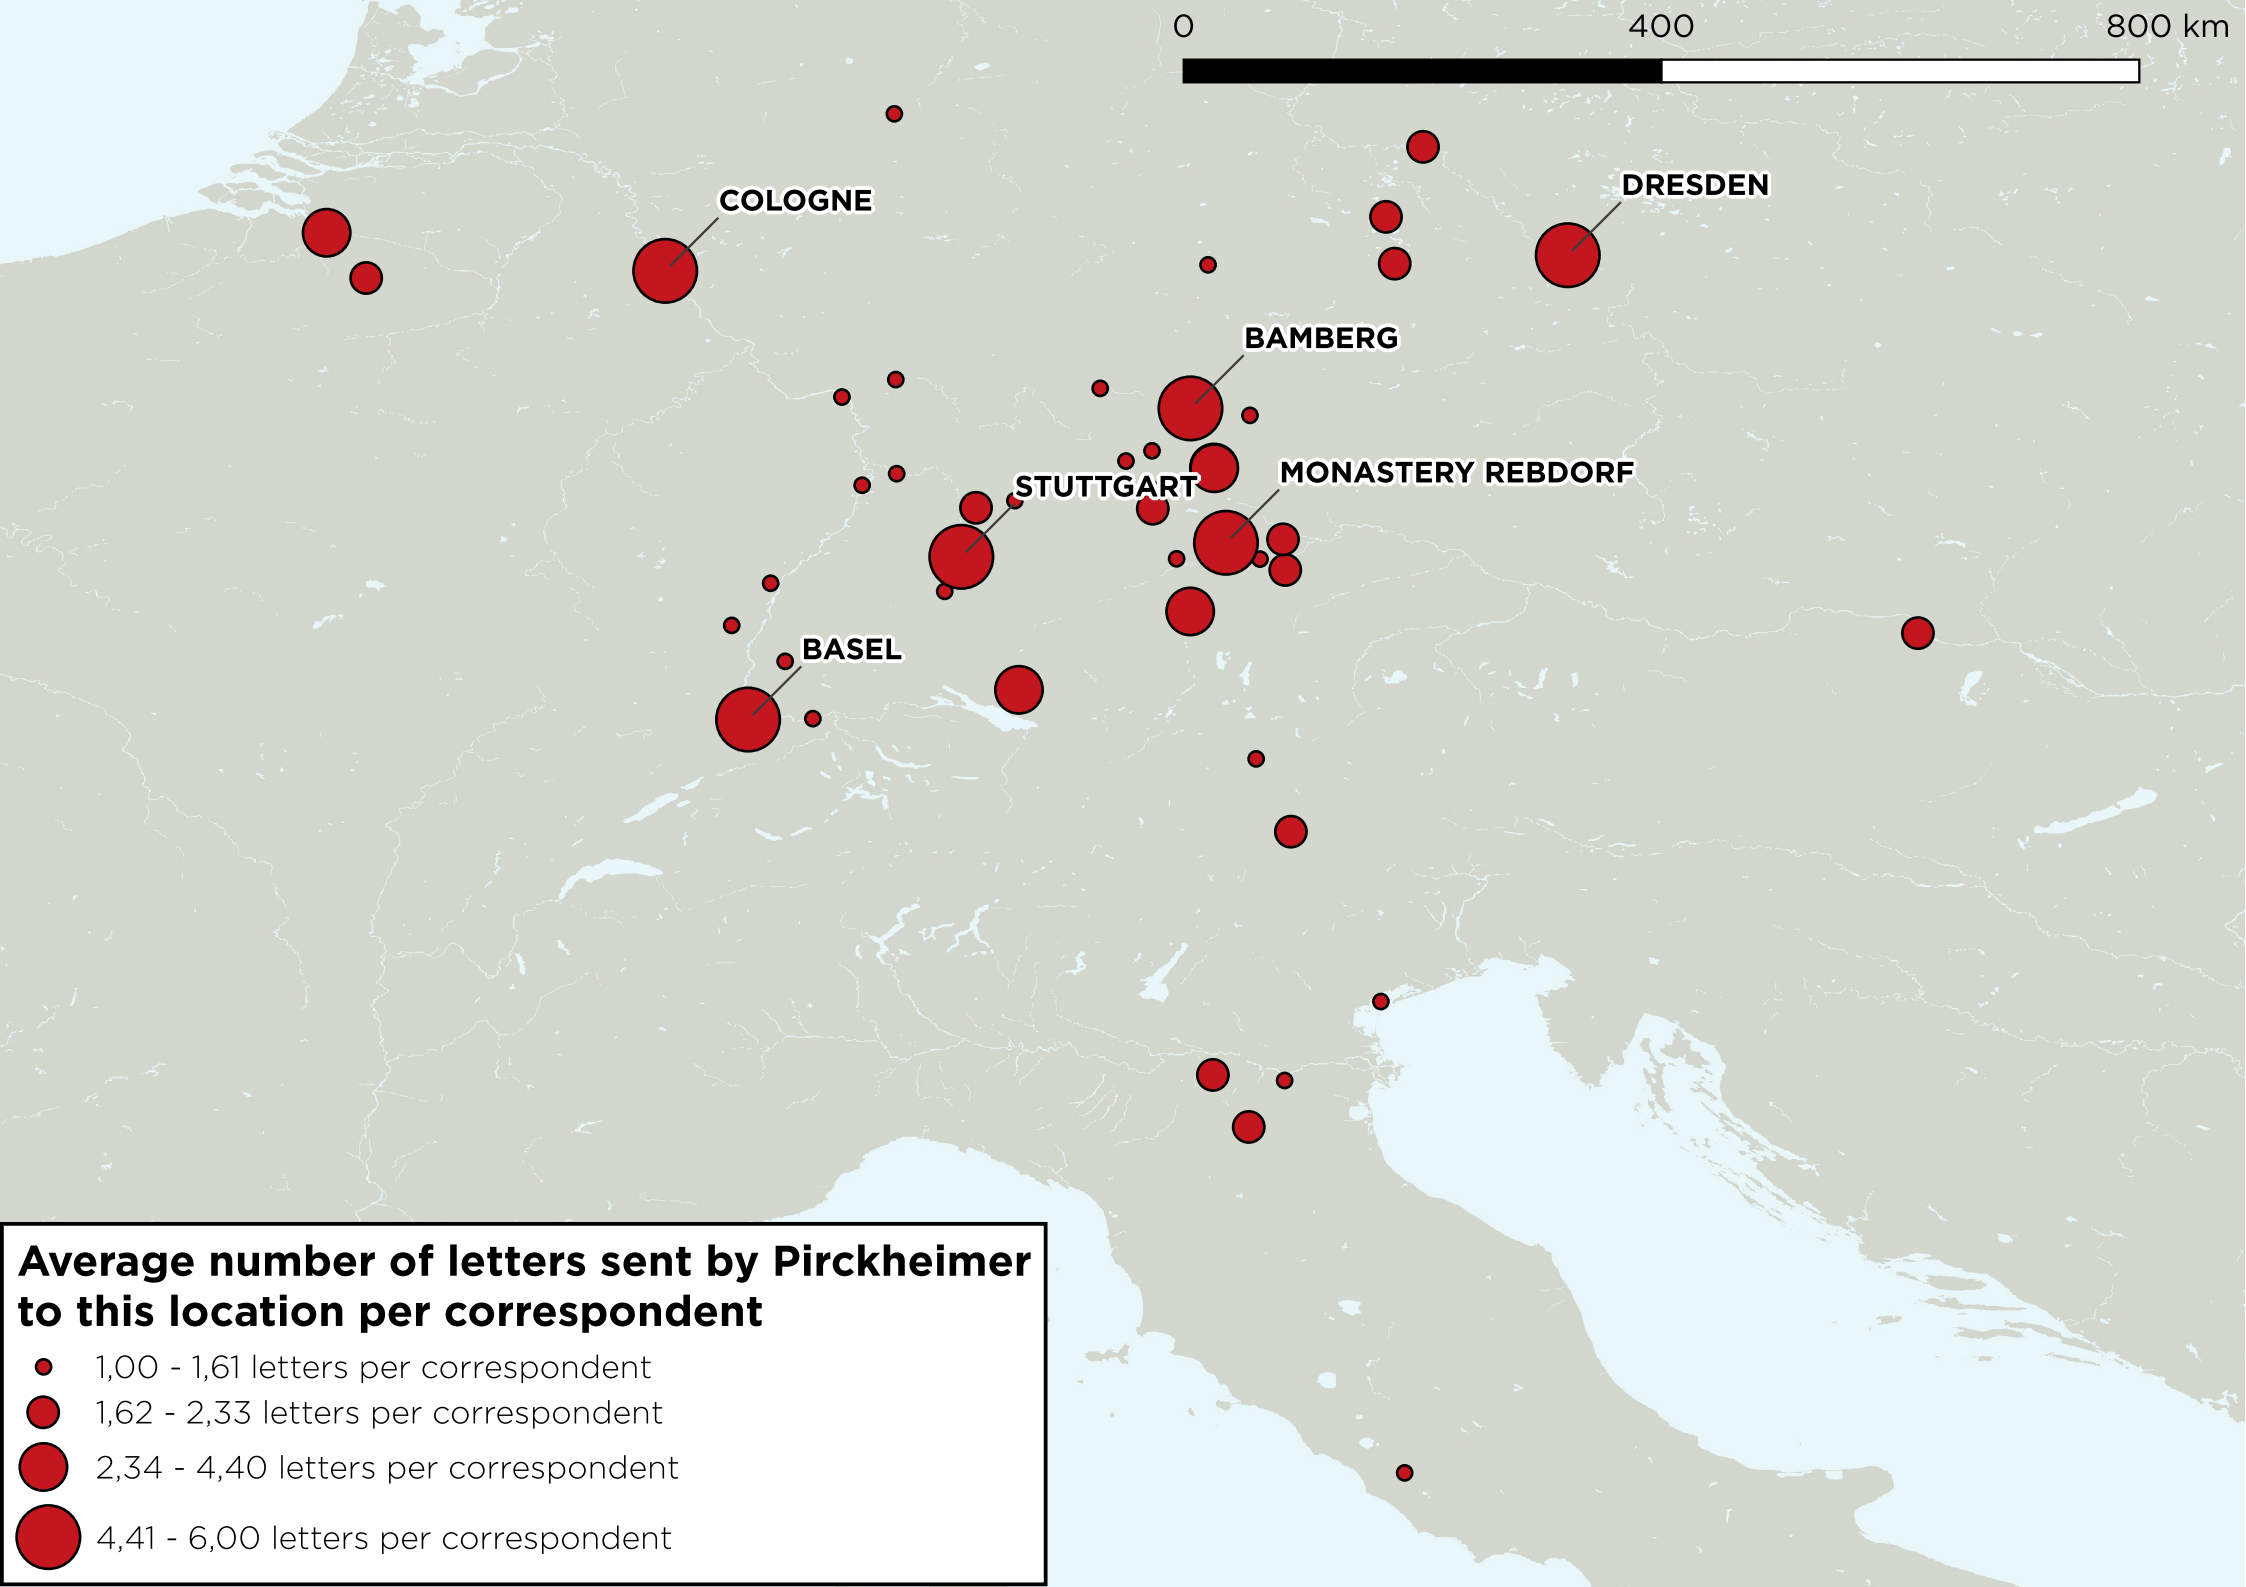 0 400 800 km
COLOGNE
DRESDEN
BAMBERG
MONASTERY REBDORF
STUTTGART
BASEL
Average number of letters sent by Pirckheimer
to this location per correspondent
1,00 - 1,61 letters per correspondent
1,62 - 2,33 letters per correspondent
2,34 - 4,40 letters per correspondent
4,41 - 6,00 letters per correspondent